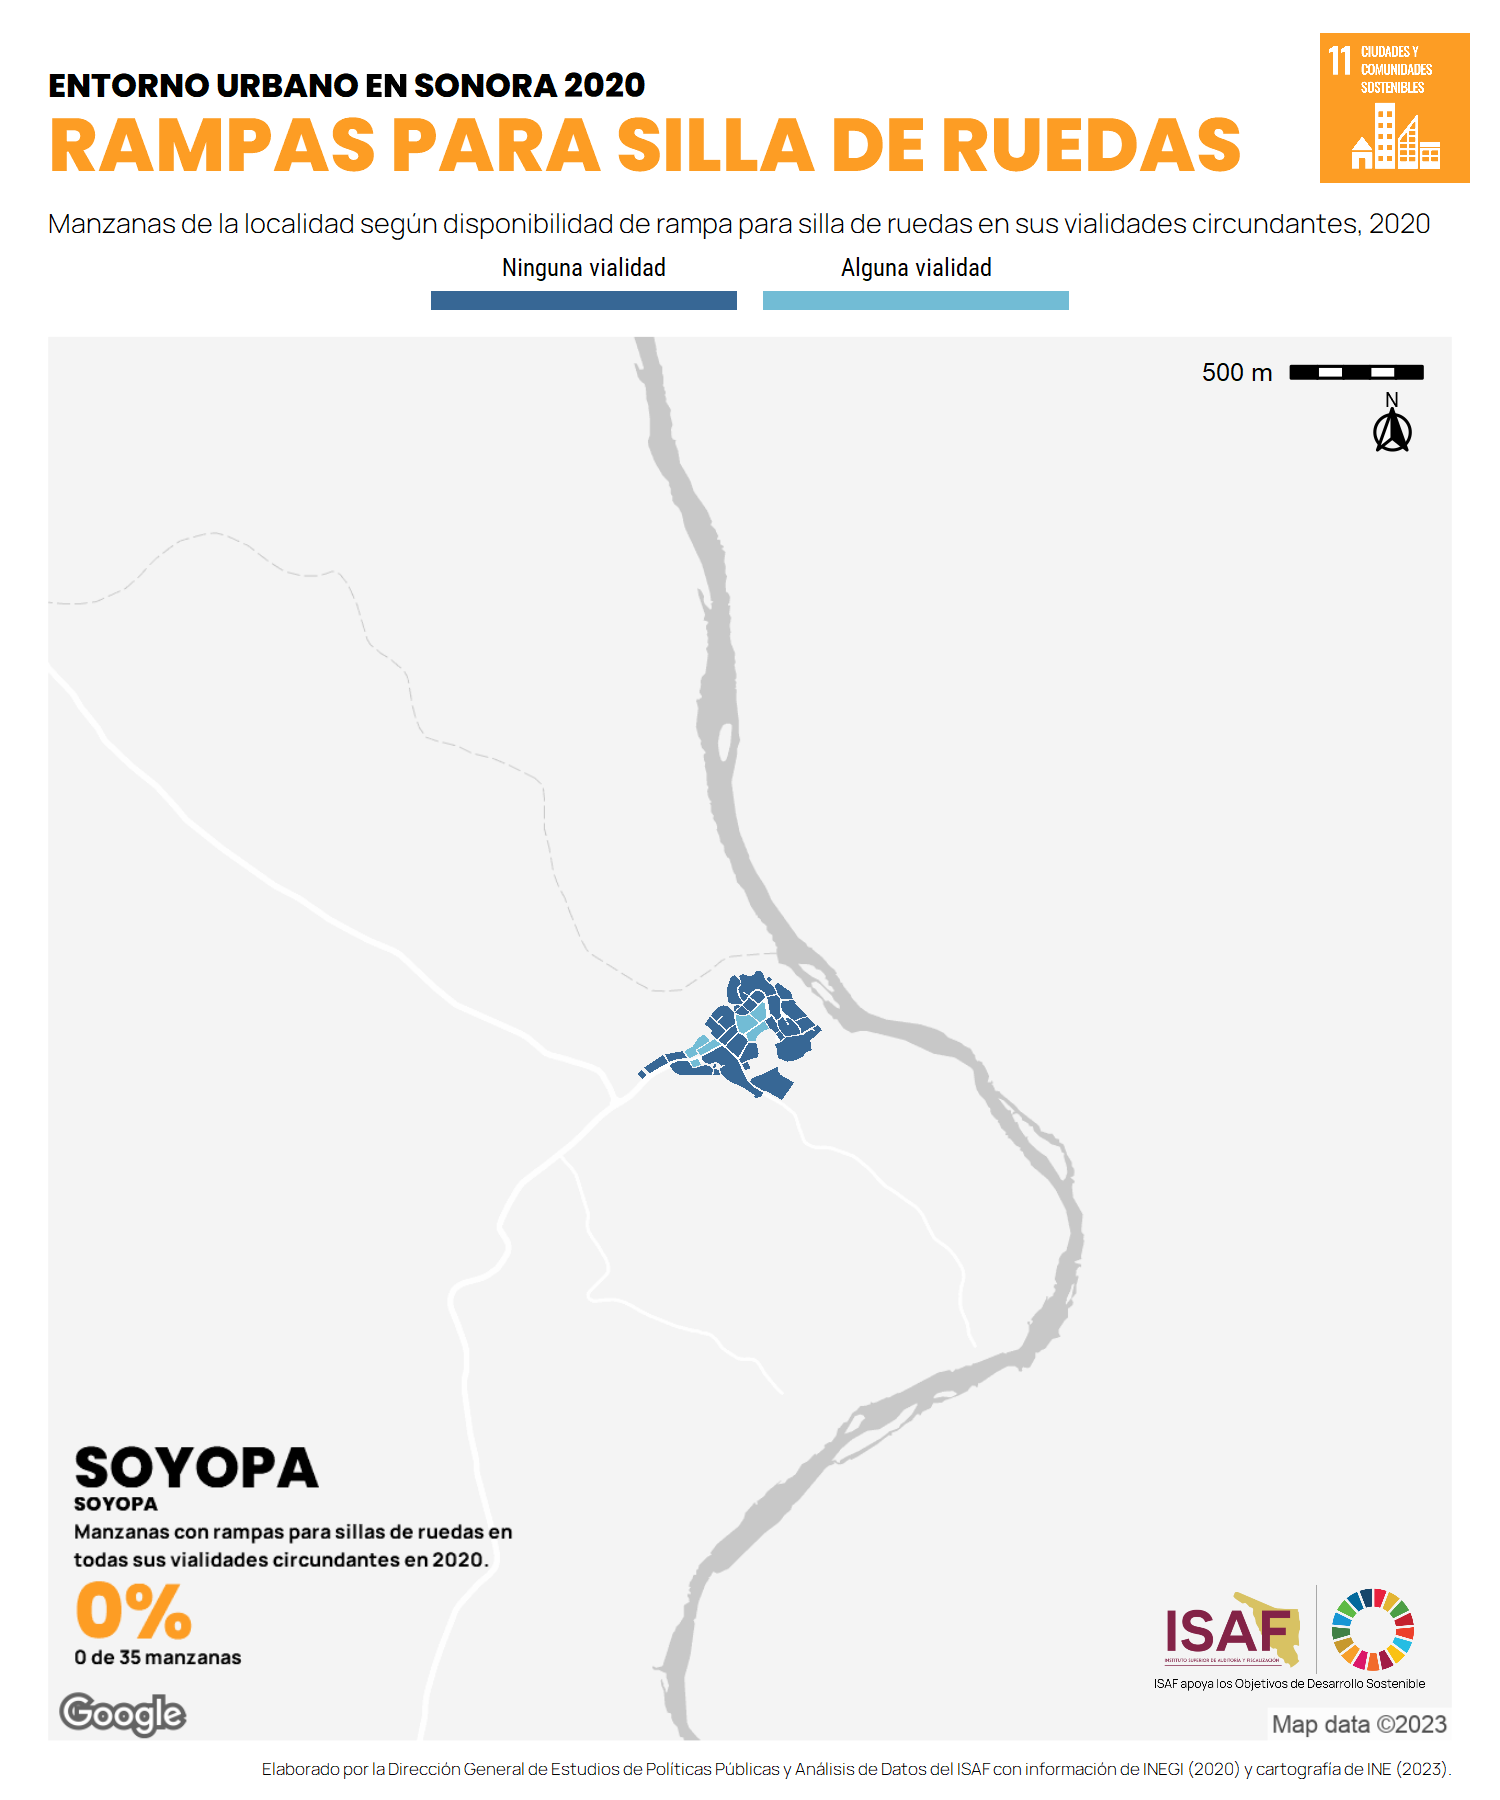 ENTORNO URBANO EN SONORA 2020
RAMPAS PARA SILLA DE RUEDAS
11 CIUDADES Y
COMUNIDADES
SOSTENIBLES
Manzanas de la localidad según disponibilidad de rampa para silla de ruedas en sus vialidades circundantes, 2020
Ninguna vialidad
Alguna vialidad
500 m
N
SOYOPA
SOYOPA
Manzanas con rampas para sillas de ruedas en
todas sus vialidades circundantes en 2020.
0%
0 de 35 manzanas
ISAF
INSTITUTO SUPERIOR DE AUDITORÍA Y FISCALIZACIÓN
ISAF apoya los Objetivos de Desarrollo Sostenible
Google
Map data ©2023
Elaborado por la Dirección General de Estudios de Políticas Públicas y Análisis de Datos del ISAF con información de INEGI (2020) y cartografía de INE (2023).